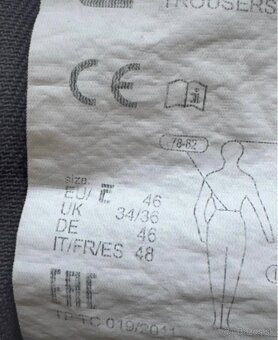 TROUSERS
CE
78-82
size:
EU/ 46
UK 34/36
DE 46
IT/FR/ES 48
EAC
TP TC 019/2011